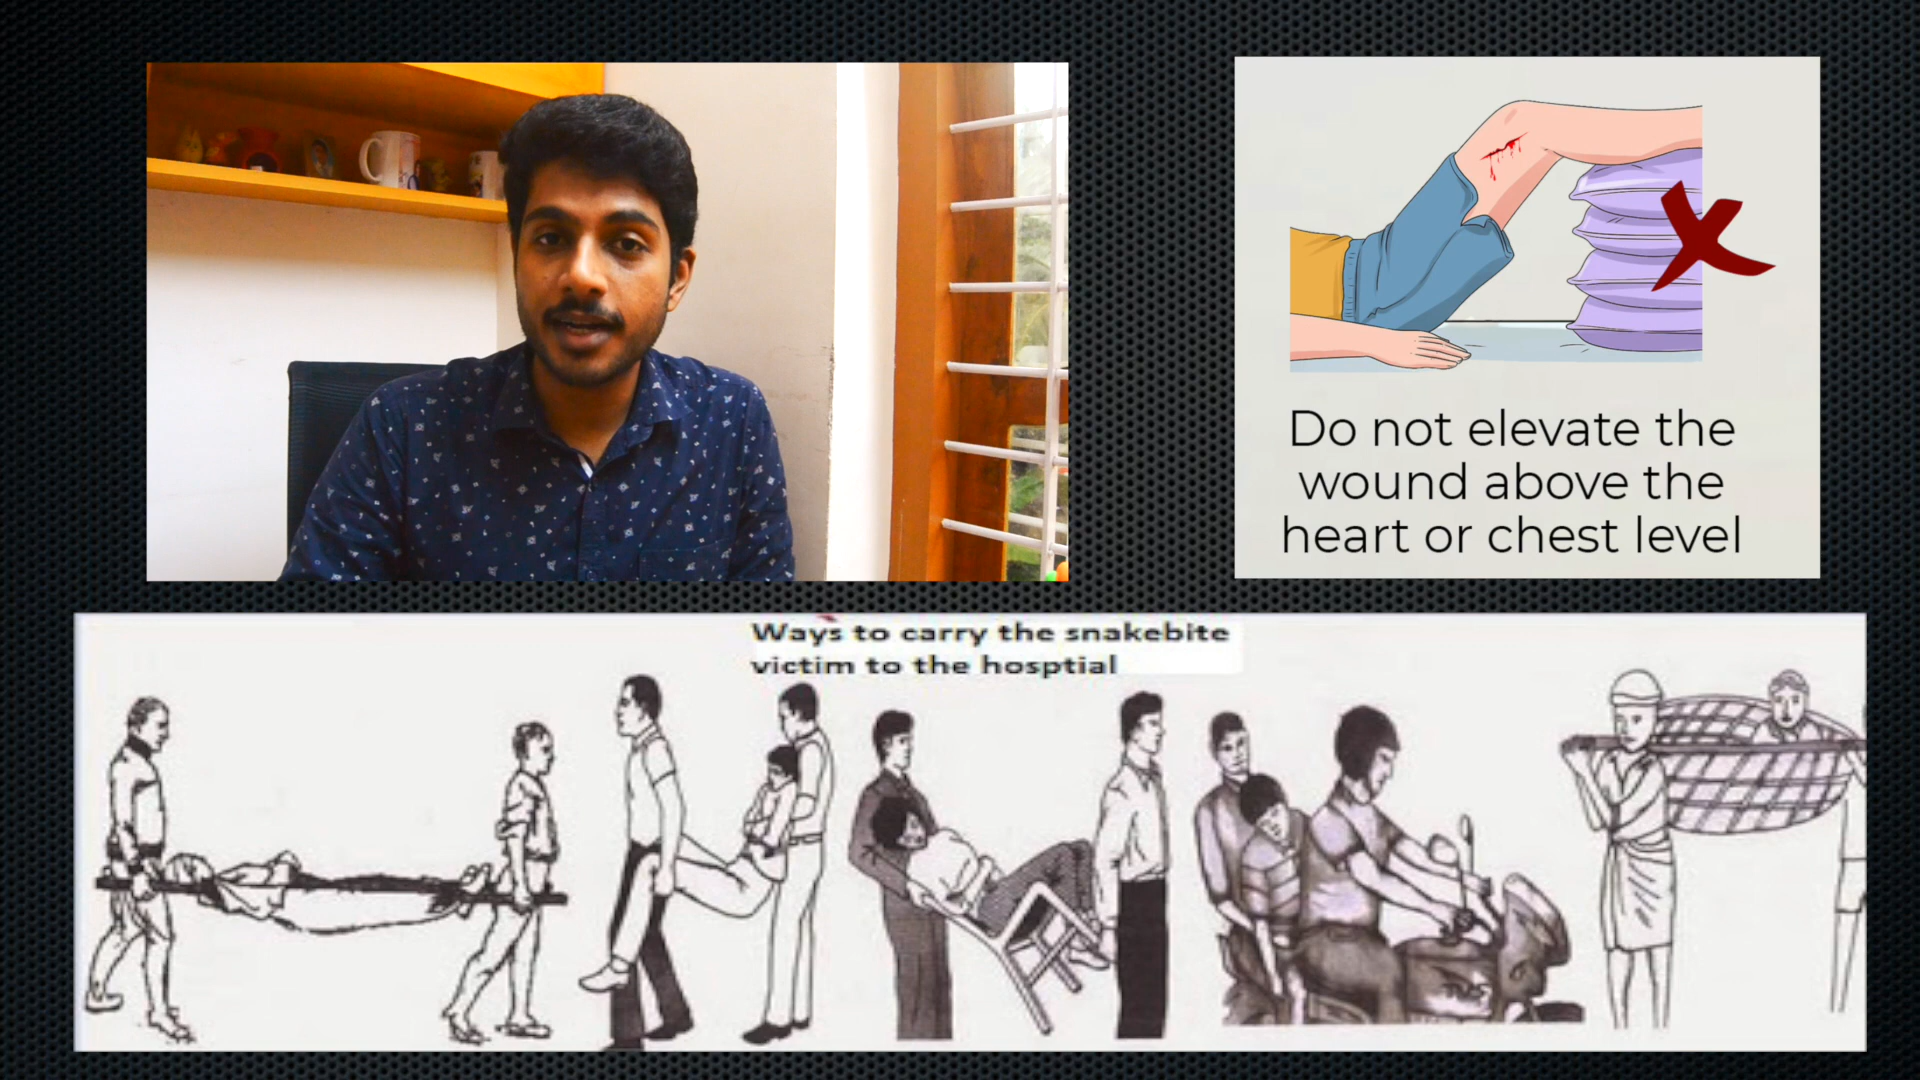 Do not elevate the
wound above the
heart or chest level
Ways to carry the snakebite
victim to the hosptial